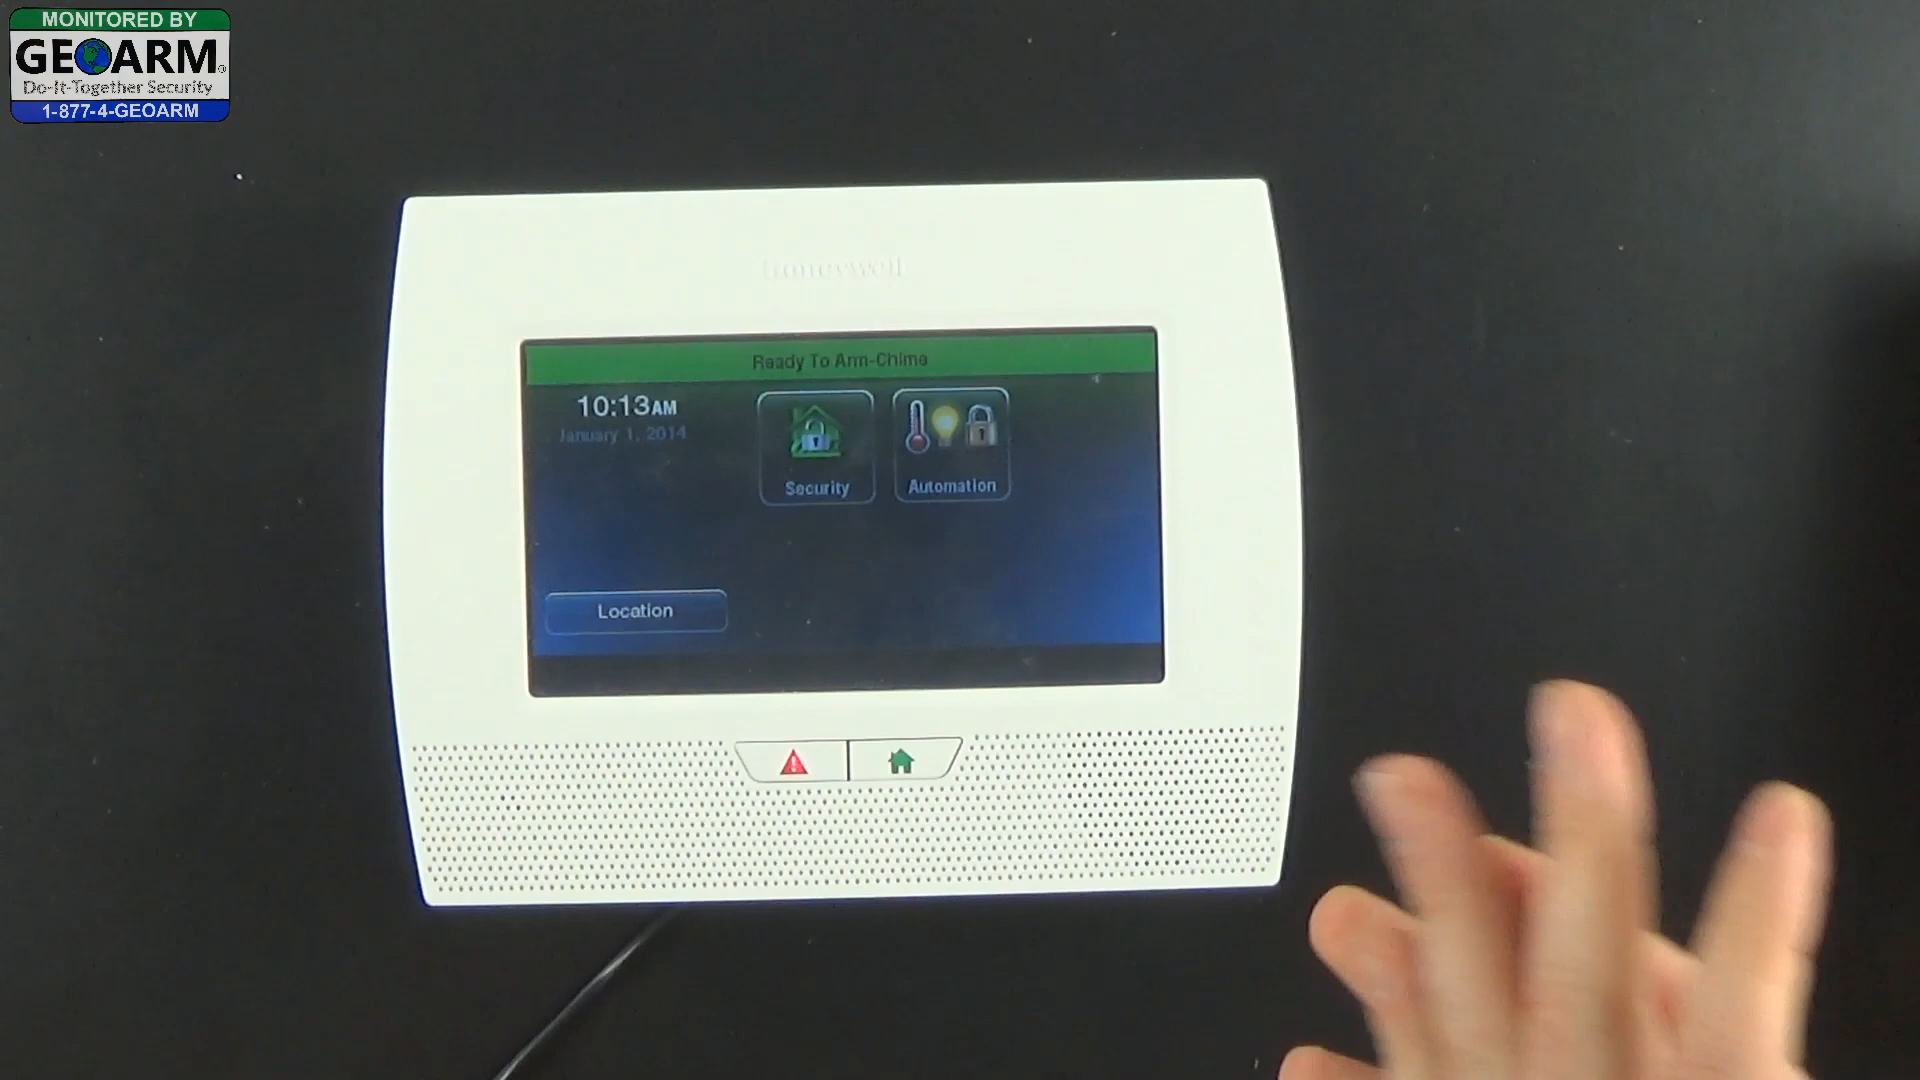 MONITORED BY
GEOARM®
Do-It-Together Security
1-877-4-GEOARM
Honeywell
Ready To Arm-Chime
10:13AM
January 1, 2014
Security
Automation
Location